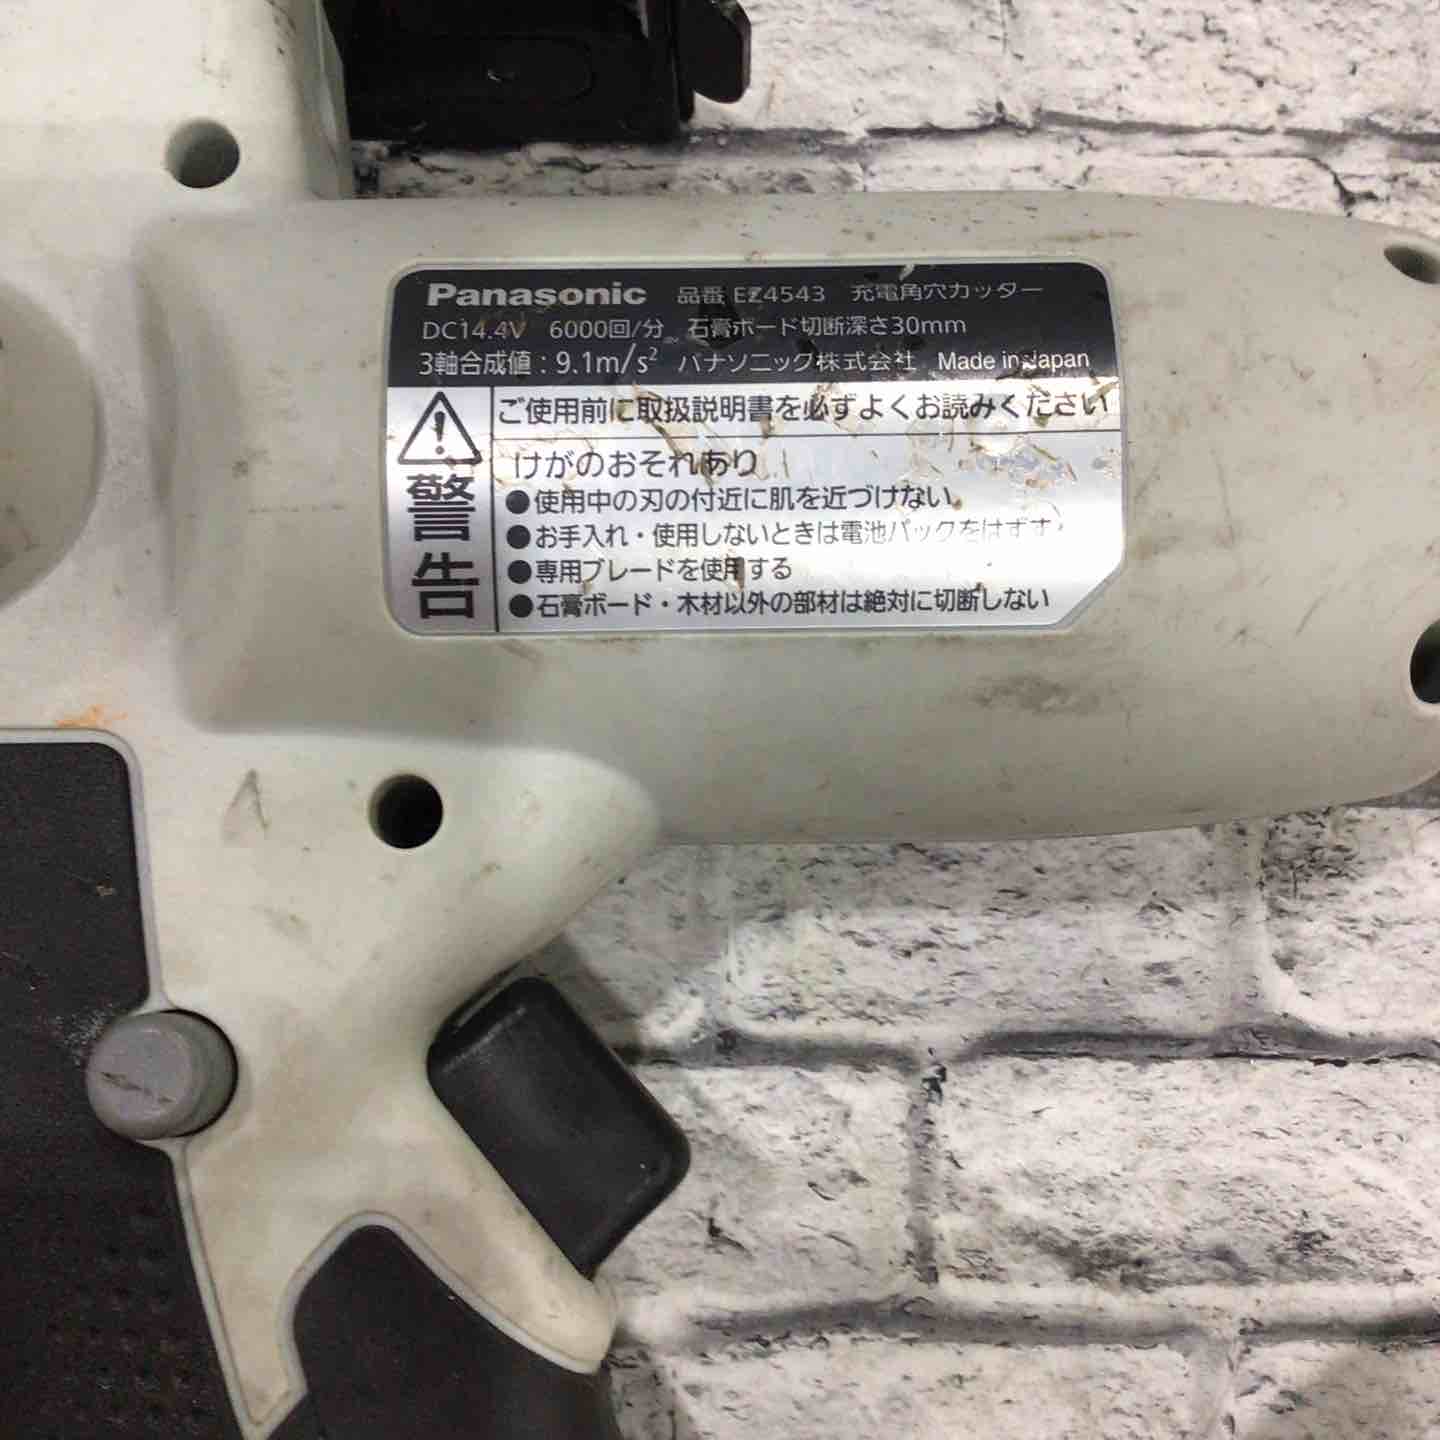 Panasonic 品番 EZ4543 充電角穴カッター
DC14.4V 6000回/分 石膏ボード切断深さ30mm
3軸合成値：9.1m/s² パナソニック株式会社 Made in Japan
警告
ご使用前に取扱説明書を必ずよくお読みください
けがのおそれあり
●使用中の刃の付近に肌を近づけない。
●お手入れ・使用しないときは電池パックをはずす
●専用ブレードを使用する
●石膏ボード・木材以外の部材は絶対に切断しない